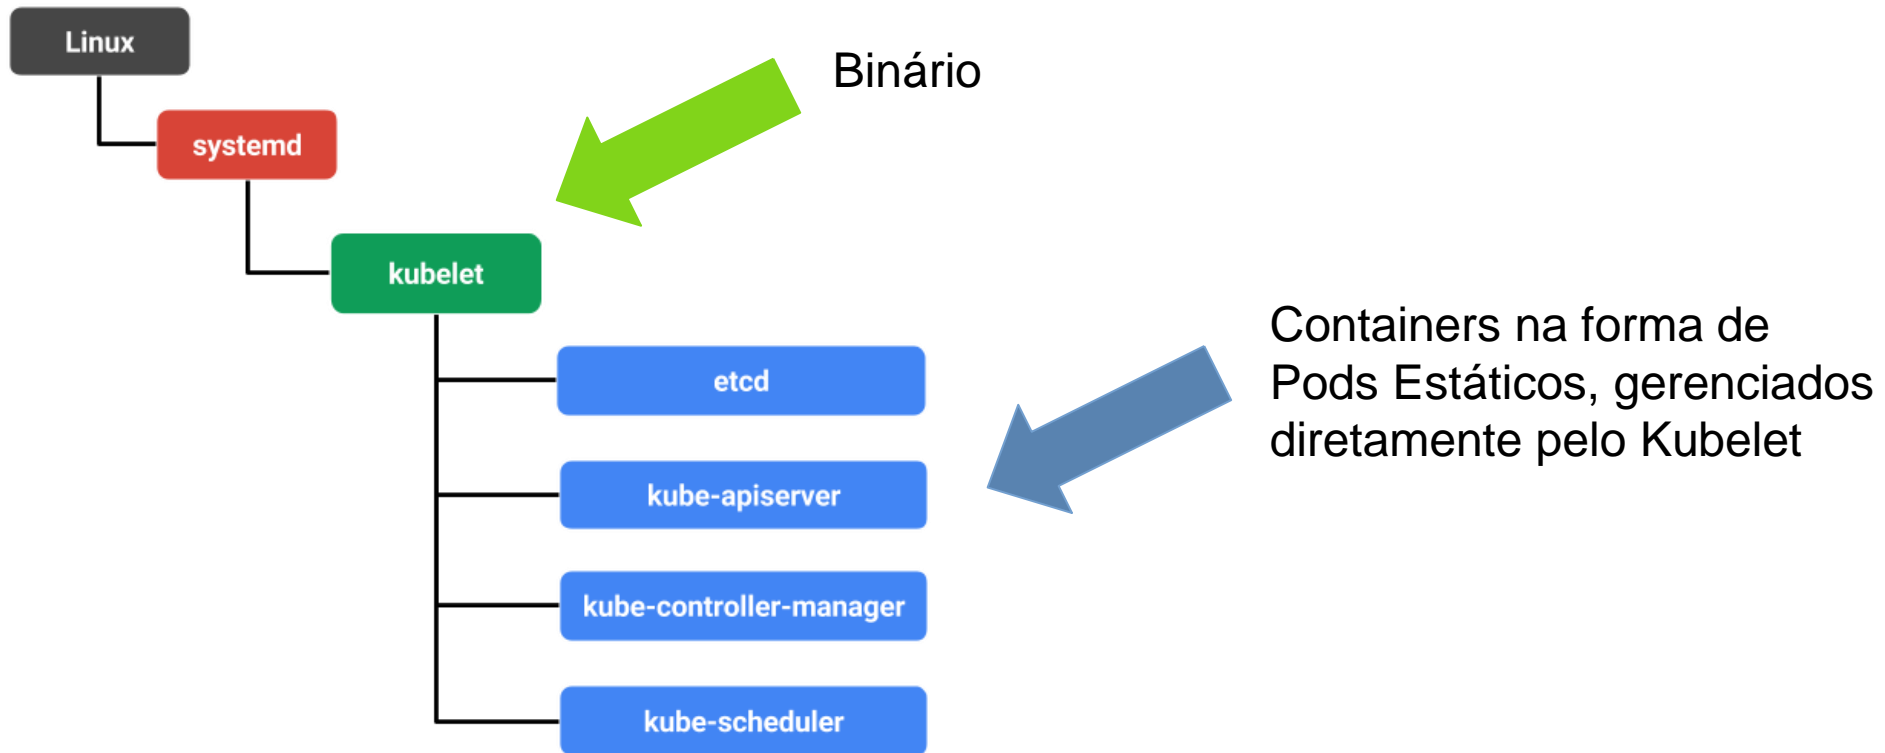 Linux
Binário
systemd
kubelet
Containers na forma de
Pods Estáticos, gerenciados
diretamente pelo Kubelet
etcd
kube-apiserver
kube-controller-manager
kube-scheduler